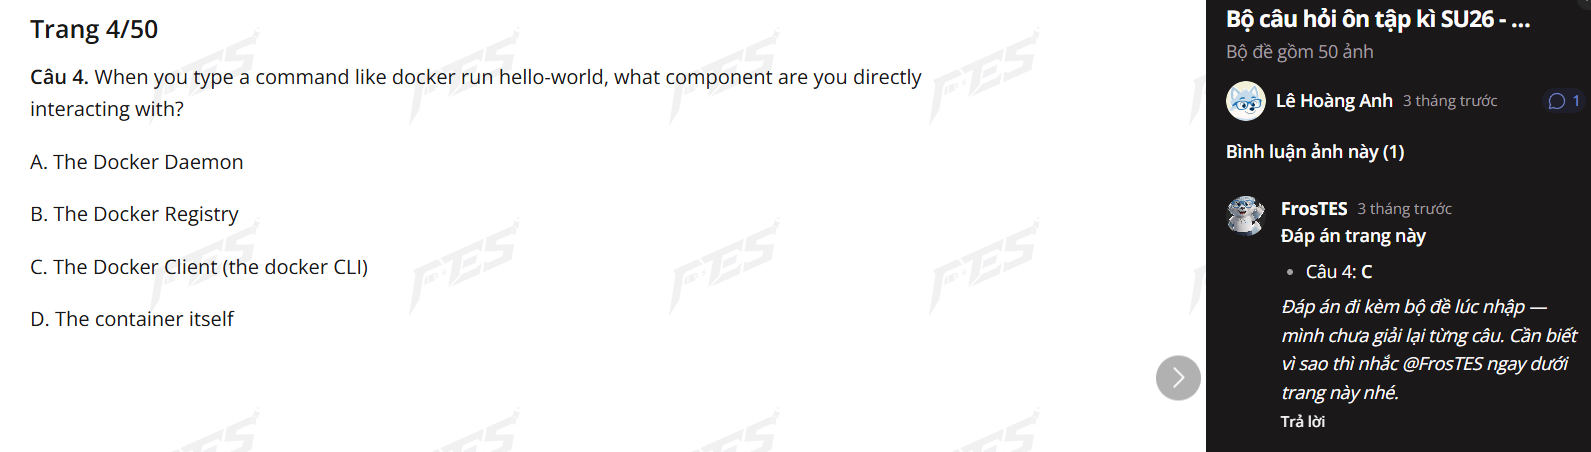 Trang 4/50
Câu 4. When you type a command like docker run hello-world, what component are you directly
interacting with?
A. The Docker Daemon
B. The Docker Registry
C. The Docker Client (the docker CLI)
D. The container itself
Bộ câu hỏi ôn tập kì SU26 - ...
Bộ đề gồm 50 ảnh
Lê Hoàng Anh 3 tháng trước 1
Bình luận ảnh này (1)
FrosTES 3 tháng trước
Đáp án trang này
• Câu 4: C
Đáp án đi kèm bộ đề lúc nhập —
mình chưa giải lại từng câu. Cần biết
vì sao thì nhắc @FrosTES ngay dưới
trang này nhé.
Trả lời